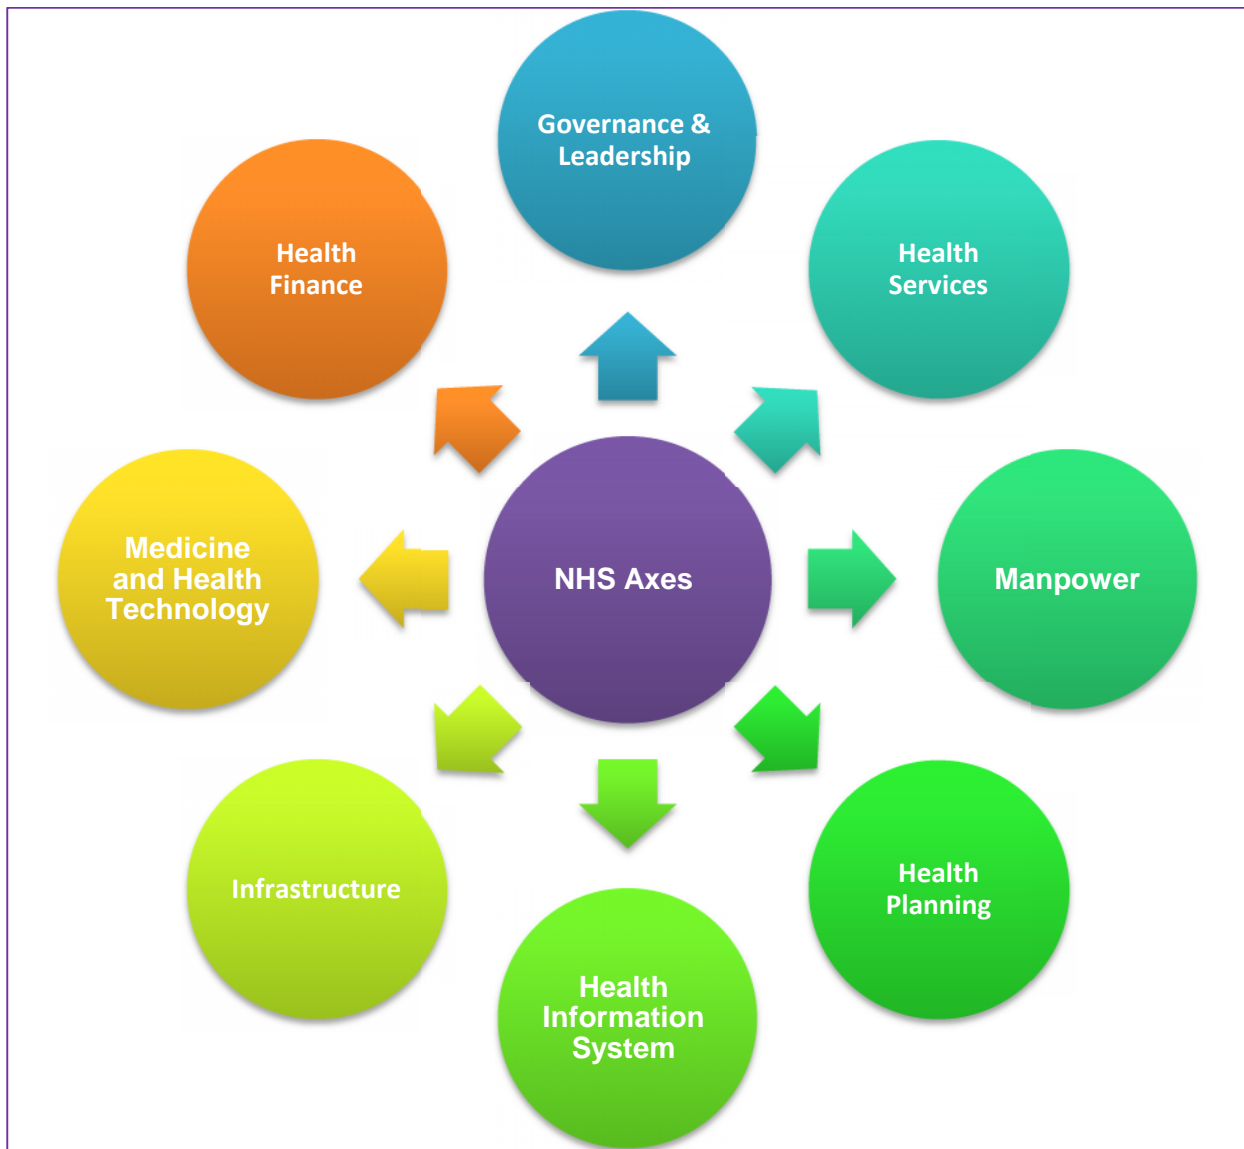 Governance &
Leadership
Health
Services
Manpower
Health
Planning
Health
Information
System
Infrastructure
Medicine
and Health
Technology
Health
Finance
NHS Axes